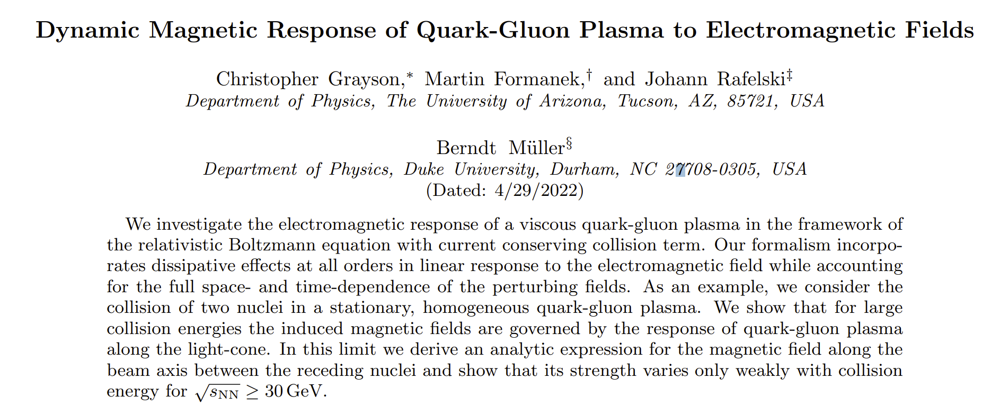 Dynamic Magnetic Response of Quark-Gluon Plasma to Electromagnetic Fields
Christopher Grayson,* Martin Formanek,† and Johann Rafelski‡
Department of Physics, The University of Arizona, Tucson, AZ, 85721, USA
Berndt Müller§
Department of Physics, Duke University, Durham, NC 27708-0305, USA
(Dated: 4/29/2022)
We investigate the electromagnetic response of a viscous quark-gluon plasma in the framework of
the relativistic Boltzmann equation with current conserving collision term. Our formalism incorpo-
rates dissipative effects at all orders in linear response to the electromagnetic field while accounting
for the full space- and time-dependence of the perturbing fields. As an example, we consider the
collision of two nuclei in a stationary, homogeneous quark-gluon plasma. We show that for large
collision energies the induced magnetic fields are governed by the response of quark-gluon plasma
along the light-cone. In this limit we derive an analytic expression for the magnetic field along the
beam axis between the receding nuclei and show that its strength varies only weakly with collision
energy for √sNN ≥ 30 GeV.